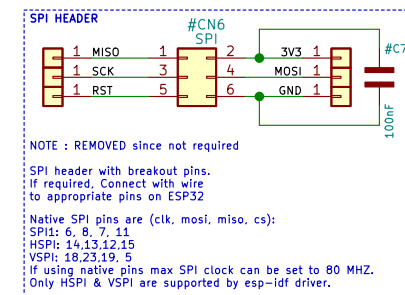 SPI HEADER
#CN6
SPI
1 MISO 1 2 3V3 1
1 SCK 3 4 MOSI 1
1 RST 5 6 GND 1
#C7
100nF
NOTE : REMOVED since not required
SPI header with breakout pins.
If required, Connect with wire
to appropriate pins on ESP32
Native SPI pins are (clk, mosi, miso, cs):
SPI1: 6, 8, 7, 11
HSPI: 14,13,12,15
VSPI: 18,23,19, 5
If using native pins max SPI clock can be set to 80 MHZ.
Only HSPI & VSPI are supported by esp-idf driver.